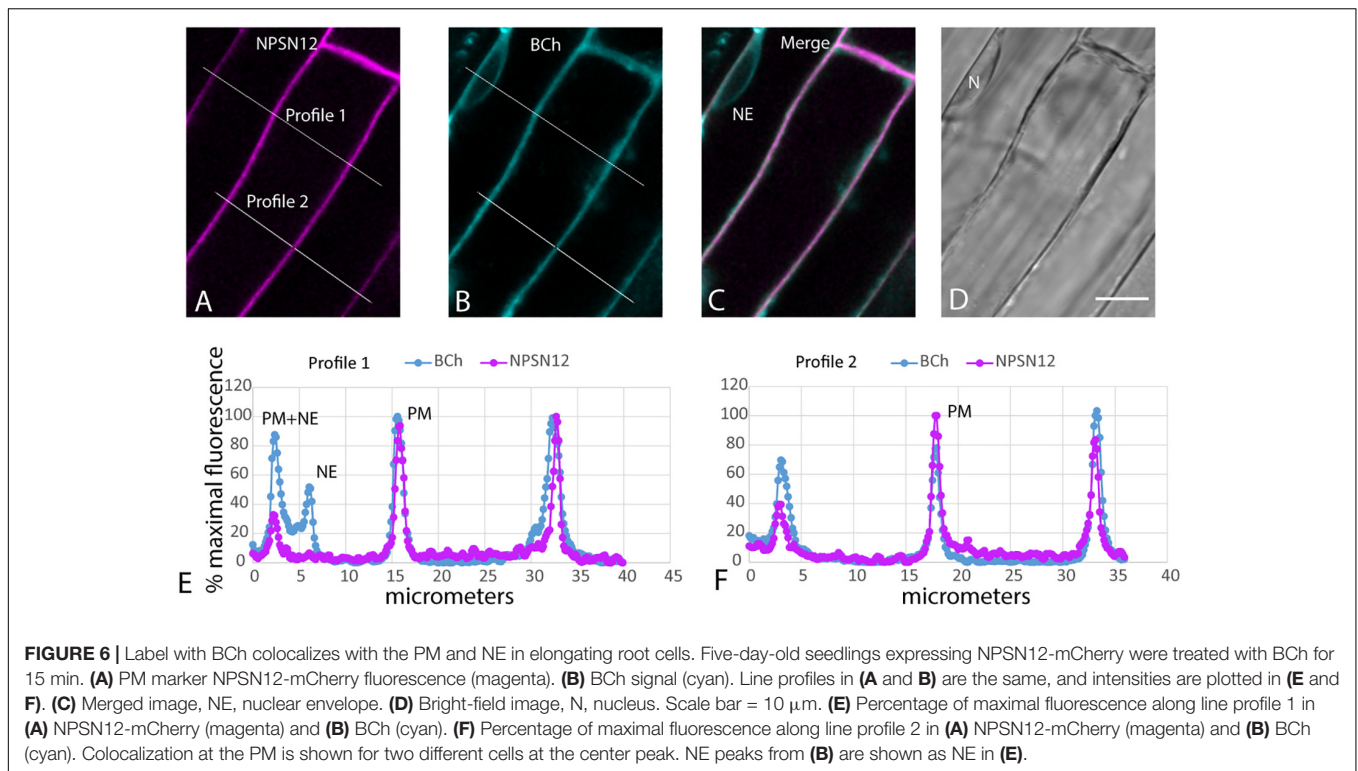 NPSN12
Profile 1
Profile 2
A
BCh
B
Merge
NE
C
N
D
Profile 1 BCh NPSN12
% maximal fluorescence
120
100
80
60
40
20
0
PM+NE
NE
PM
0 5 10 15 20 25 30 35 40 45
micrometers
E
Profile 2 BCh NPSN12
120
100
80
60
40
20
0
PM
0 5 10 15 20 25 30 35 40
micrometers
F
FIGURE 6 | Label with BCh colocalizes with the PM and NE in elongating root cells. Five-day-old seedlings expressing NPSN12-mCherry were treated with BCh for
15 min. (A) PM marker NPSN12-mCherry fluorescence (magenta). (B) BCh signal (cyan). Line profiles in (A and B) are the same, and intensities are plotted in (E and
F). (C) Merged image, NE, nuclear envelope. (D) Bright-field image, N, nucleus. Scale bar = 10 μm. (E) Percentage of maximal fluorescence along line profile 1 in
(A) NPSN12-mCherry (magenta) and (B) BCh (cyan). (F) Percentage of maximal fluorescence along line profile 2 in (A) NPSN12-mCherry (magenta) and (B) BCh
(cyan). Colocalization at the PM is shown for two different cells at the center peak. NE peaks from (B) are shown as NE in (E).